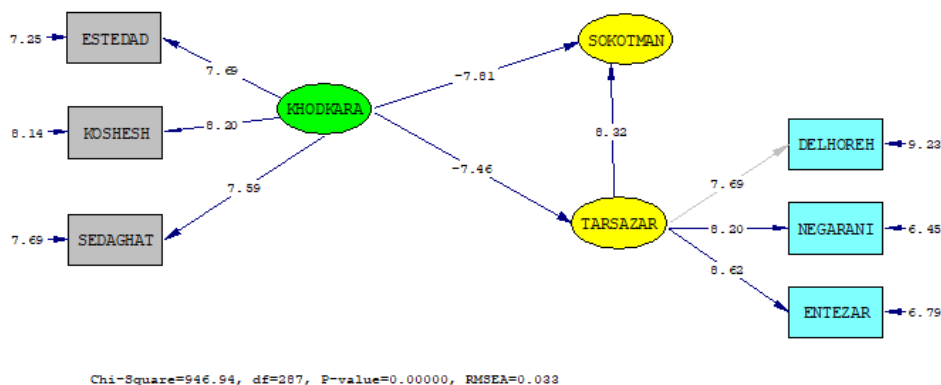 7.25
ESTEDAD
7.69
8.14
KOSHESH
8.20
7.69
SEDAGHAT
7.59
KHODKARA
-7.81
SOKOTMAN
8.32
-7.46
TARSAZAR
7.69
DELHOREH
9.23
8.20
NEGARANI
6.45
8.62
ENTEZAR
6.79
Chi-Square=946.94, df=287, P-value=0.00000, RMSEA=0.033